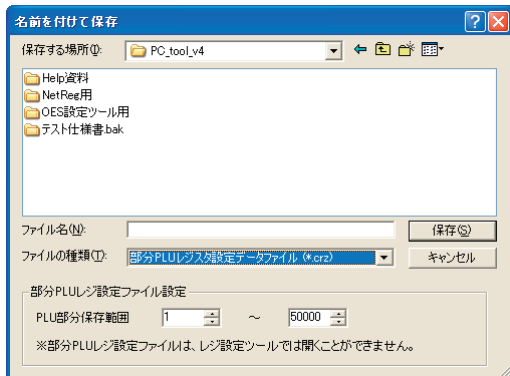 名前を付けて保存
保存する場所(I):
PC_tool_v4
Help資料
NetReg用
OES設定ツール用
テスト仕様書.bak
ファイル名(N):
保存(S)
ファイルの種類(T):
部分PLUレジスタ設定データファイル (*.crz)
キャンセル
部分PLUレジ設定ファイル設定
PLU部分保存範囲 1 ～ 50000
※部分PLUレジ設定ファイルは、レジ設定ツールでは開くことができません。